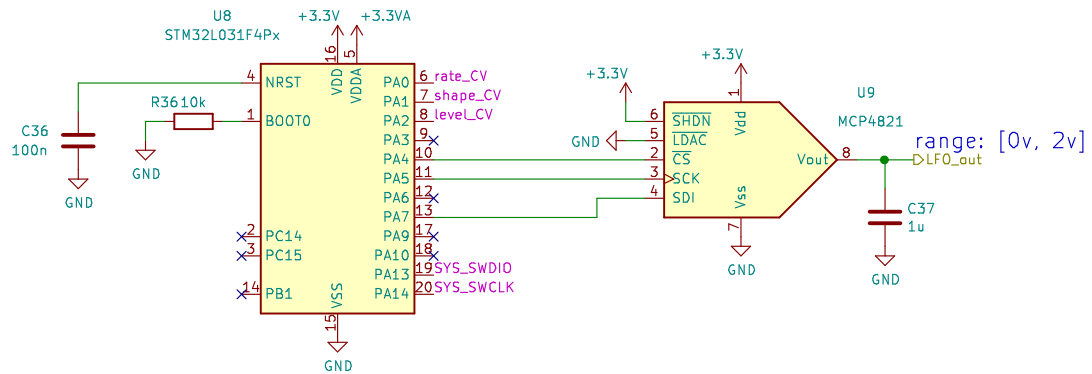 U8
STM32L031F4Px
+3.3V
+3.3VA
16
5
VDD
VDDA
4 NRST
1 BOOT0
R36 10k
C36
100n
GND
GND
2 PC14
3 PC15
14 PB1
VSS
15
GND
PA0 6 rate_CV
PA1 7 shape_CV
PA2 8 level_CV
PA3 9
PA4 10
PA5 11
PA6 12
PA7 13
PA9 17
PA10 18
PA13 19 SYS_SWDIO
PA14 20 SYS_SWCLK
+3.3V
+3.3V
GND
U9
MCP4821
1
Vdd
6 SHDN
5 LDAC
2 CS
3 SCK
4 SDI
Vss
7
GND
Vout 8
range: [0v, 2v]
LFO_out
C37
1u
GND